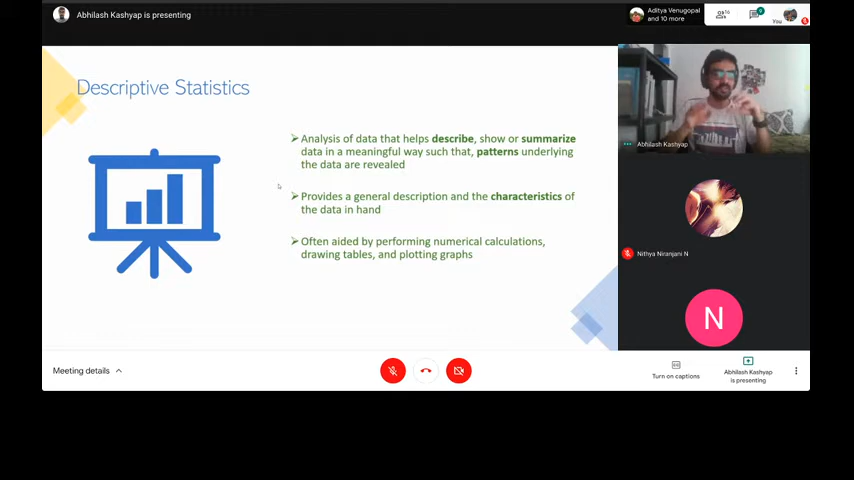 Abhilash Kashyap is presenting
Aditya Venugopal
and 10 more
You
Descriptive Statistics
Analysis of data that helps describe, show or summarize
data in a meaningful way such that, patterns underlying
the data are revealed
Provides a general description and the characteristics of
the data in hand
Often aided by performing numerical calculations,
drawing tables, and plotting graphs
Abhilash Kashyap
Nithya Niranjani N
N
Meeting details
Turn on captions
Abhilash Kashyap
is presenting